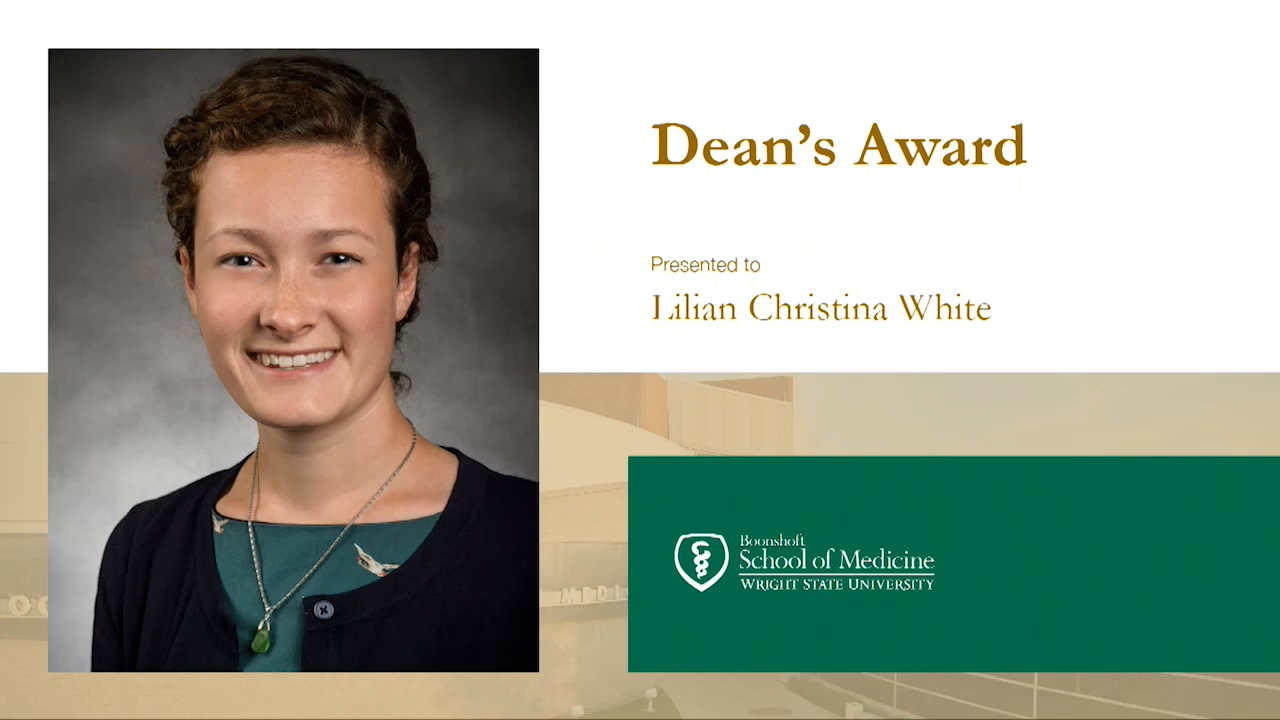 Dean's Award
Presented to
Lilian Christina White
Boonshoft
School of Medicine
WRIGHT STATE UNIVERSITY